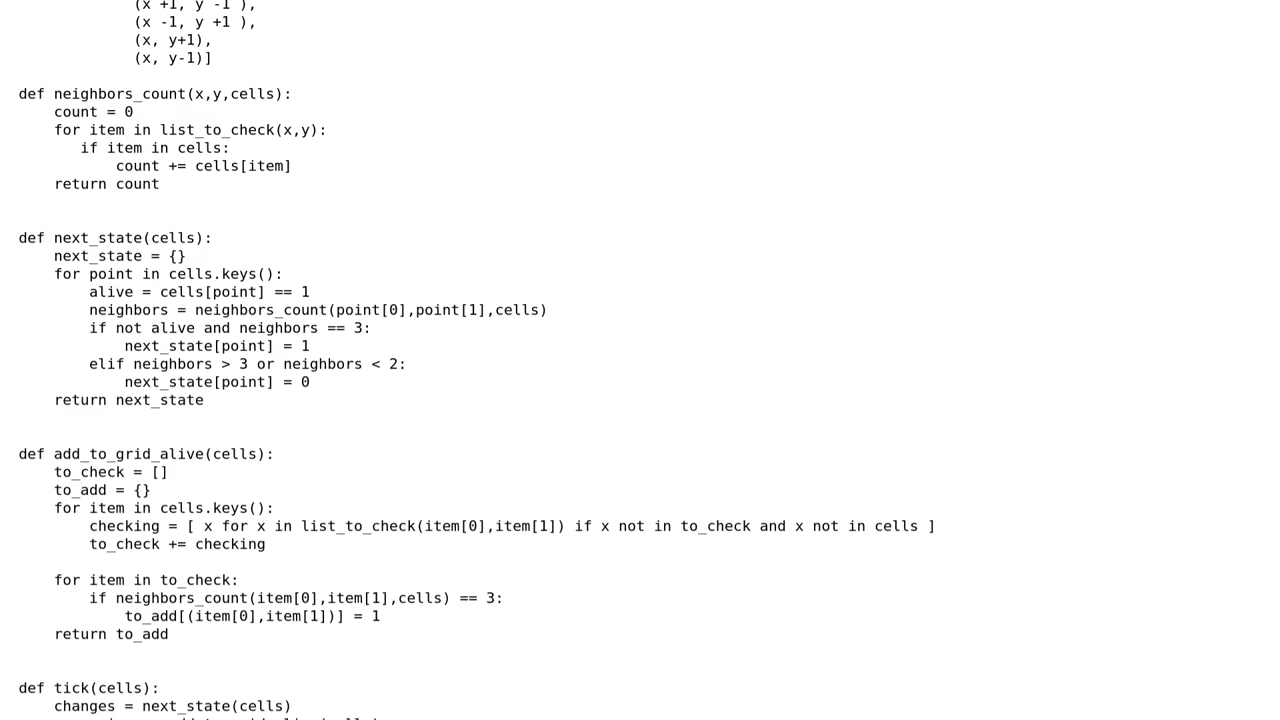 (x +1, y -1 ),
(x -1, y +1 ),
(x, y+1),
(x, y-1)]
def neighbors_count(x,y,cells):
count = 0
for item in list_to_check(x,y):
if item in cells:
count += cells[item]
return count
def next_state(cells):
next_state = {}
for point in cells.keys():
alive = cells[point] == 1
neighbors = neighbors_count(point[0],point[1],cells)
if not alive and neighbors == 3:
next_state[point] = 1
elif neighbors > 3 or neighbors < 2:
next_state[point] = 0
return next_state
def add_to_grid_alive(cells):
to_check = []
to_add = {}
for item in cells.keys():
checking = [ x for x in list_to_check(item[0],item[1]) if x not in to_check and x not in cells ]
to_check += checking
for item in to_check:
if neighbors_count(item[0],item[1],cells) == 3:
to_add[(item[0],item[1])] = 1
return to_add
def tick(cells):
changes = next_state(cells)